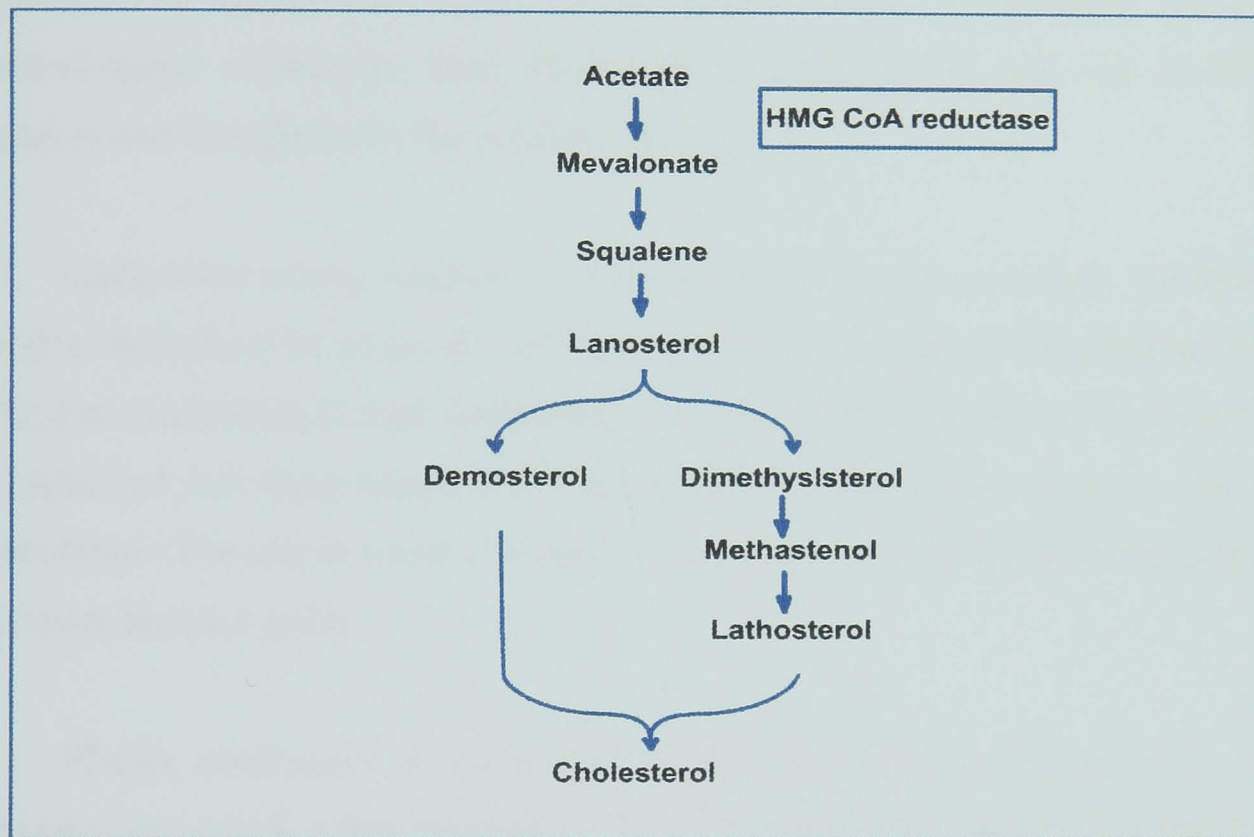 Acetate
HMG CoA reductase
Mevalonate
Squalene
Lanosterol
Demosterol
Dimethyslsterol
Methastenol
Lathosterol
Cholesterol